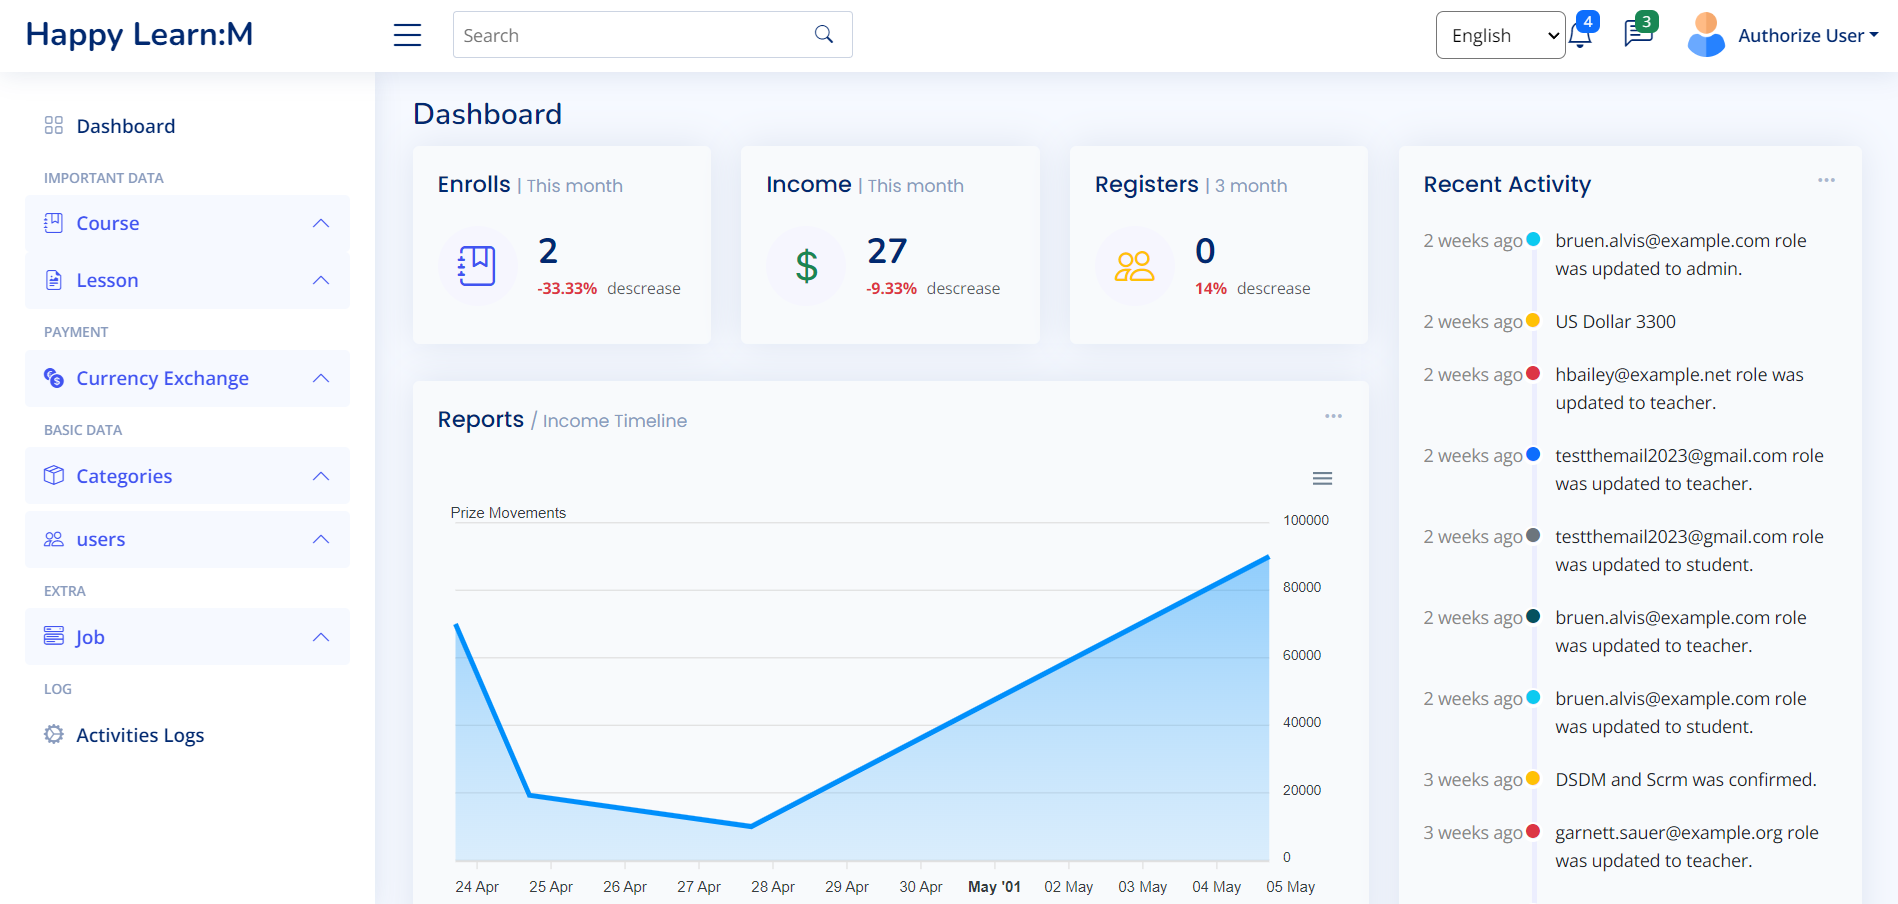 Happy Learn:M
Search
English
4
3
Authorize User
Dashboard
IMPORTANT DATA
Course
Lesson
PAYMENT
Currency Exchange
BASIC DATA
Categories
users
EXTRA
Job
LOG
Activities Logs
Dashboard
Enrolls | This month
2
-33.33% descrease
Income | This month
$
27
-9.33% descrease
Registers | 3 month
0
14% descrease
Reports / Income Timeline
Prize Movements
100000
80000
60000
40000
20000
0
24 Apr 25 Apr 26 Apr 27 Apr 28 Apr 29 Apr 30 Apr May '01 02 May 03 May 04 May 05 May
Recent Activity
2 weeks ago bruen.alvis@example.com role
was updated to admin.
2 weeks ago US Dollar 3300
2 weeks ago hbailey@example.net role was
updated to teacher.
2 weeks ago testthemail2023@gmail.com role
was updated to teacher.
2 weeks ago testthemail2023@gmail.com role
was updated to student.
2 weeks ago bruen.alvis@example.com role
was updated to teacher.
2 weeks ago bruen.alvis@example.com role
was updated to student.
3 weeks ago DSDM and Scrm was confirmed.
3 weeks ago garnett.sauer@example.org role
was updated to teacher.